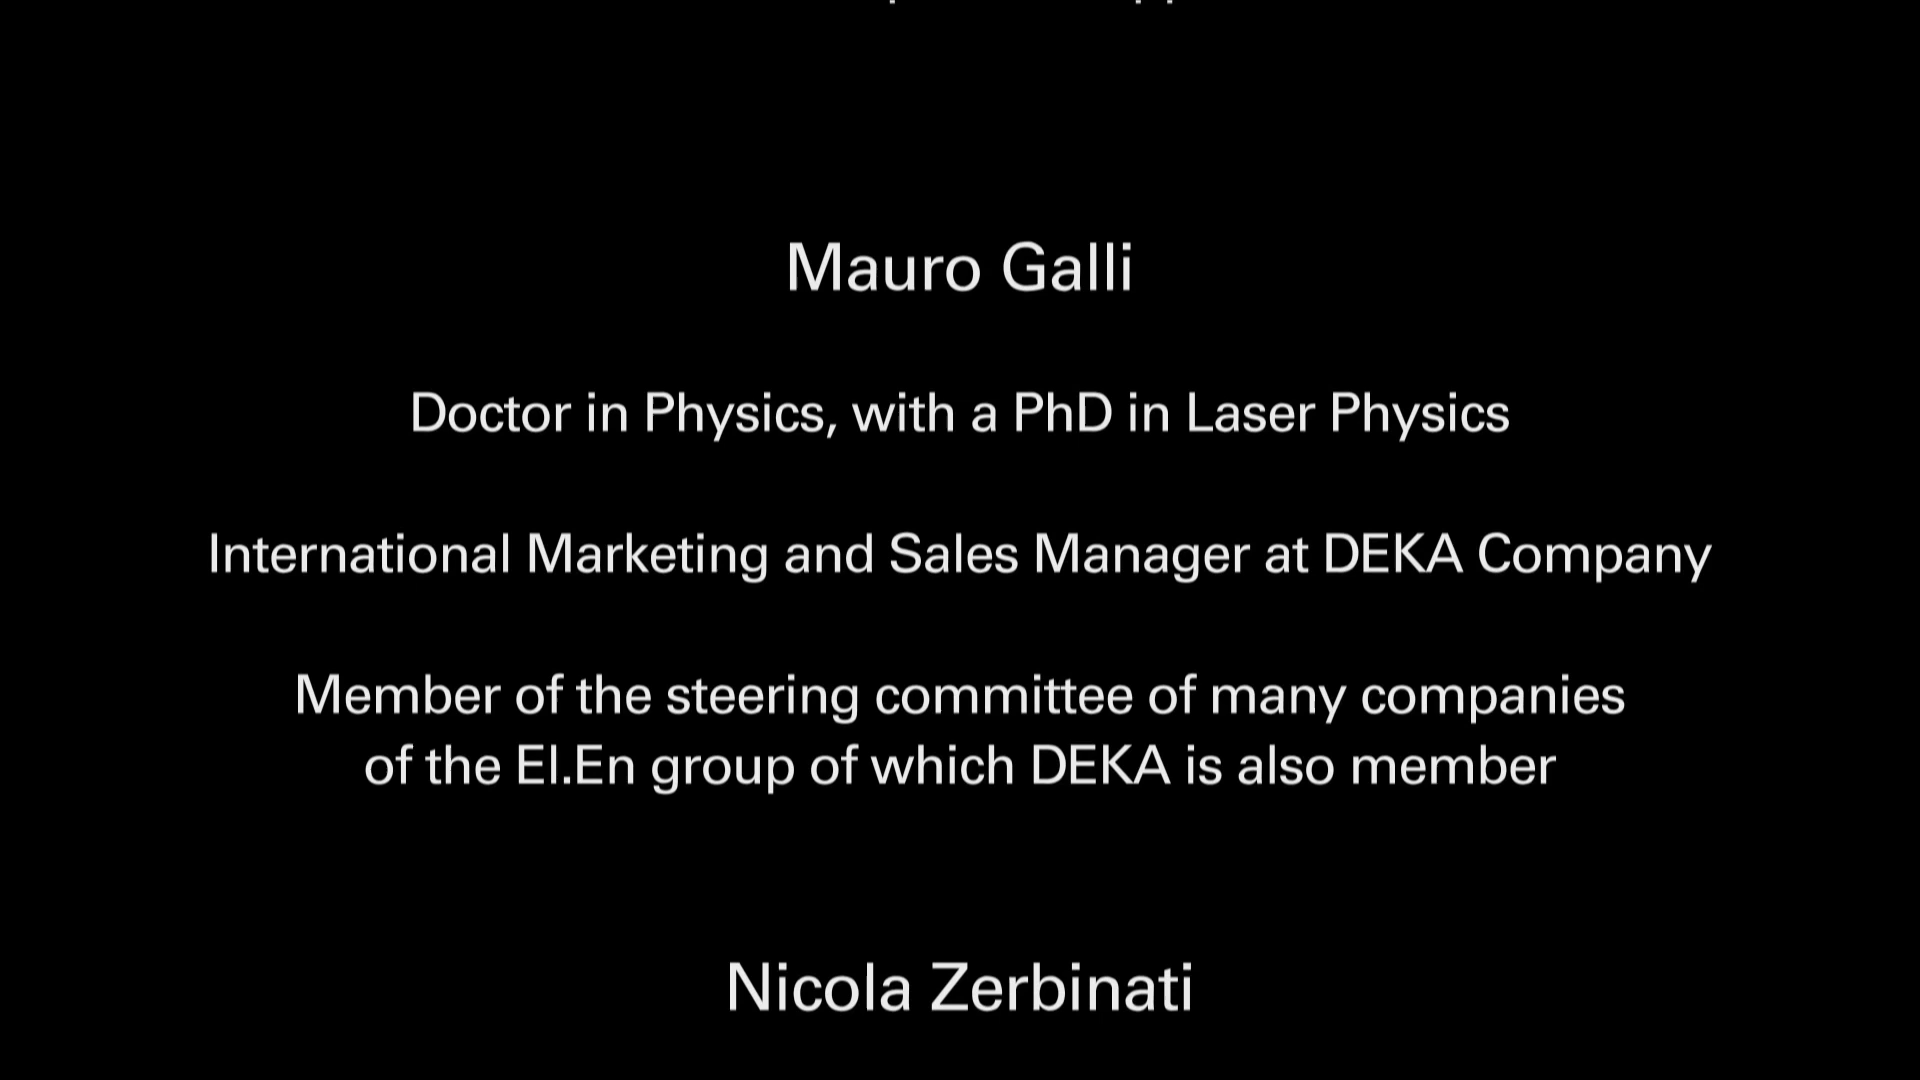 Mauro Galli
Doctor in Physics, with a PhD in Laser Physics
International Marketing and Sales Manager at DEKA Company
Member of the steering committee of many companies
of the El.En group of which DEKA is also member
Nicola Zerbinati